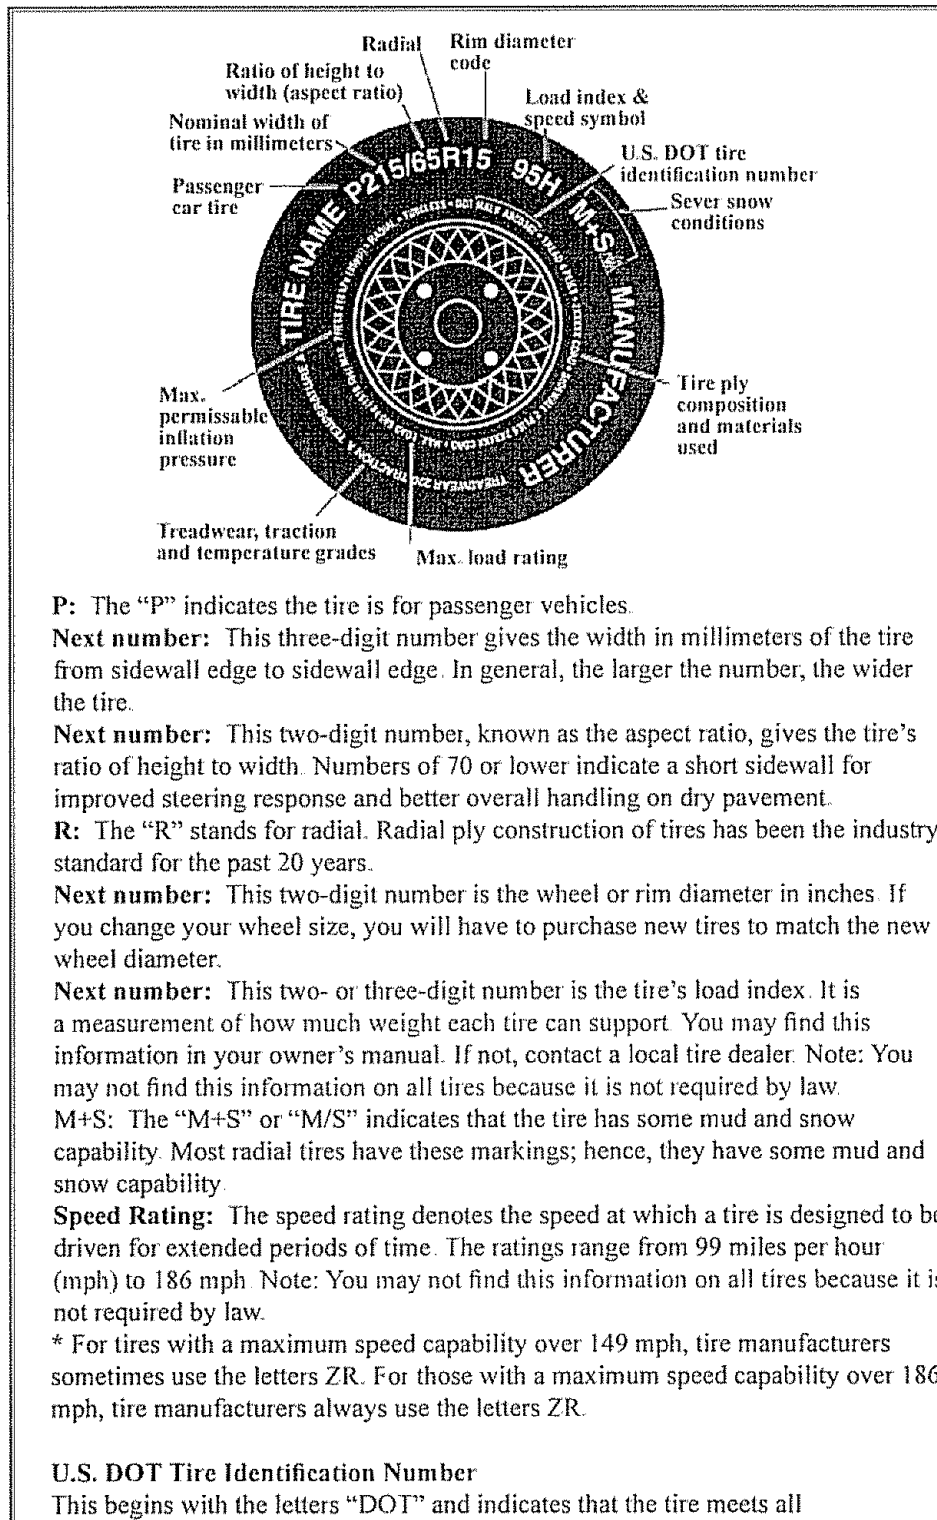 Radial
Rim diameter
code
Ratio of height to
width (aspect ratio)
Load index &
speed symbol
Nominal width of
tire in millimeters
U.S. DOT tire
identification number
Passenger
car tire
Sever snow
conditions
TIRE NAME P215/65R15 95H M+S MANUFACTURER
Max.
permissable
inflation
pressure
Tire ply
composition
and materials
used
Treadwear, traction
and temperature grades
Max. load rating
P: The “P” indicates the tire is for passenger vehicles.
Next number: This three-digit number gives the width in millimeters of the tire
from sidewall edge to sidewall edge. In general, the larger the number, the wider
the tire.
Next number: This two-digit number, known as the aspect ratio, gives the tire’s
ratio of height to width. Numbers of 70 or lower indicate a short sidewall for
improved steering response and better overall handling on dry pavement.
R: The “R” stands for radial. Radial ply construction of tires has been the industry
standard for the past 20 years.
Next number: This two-digit number is the wheel or rim diameter in inches. If
you change your wheel size, you will have to purchase new tires to match the new
wheel diameter.
Next number: This two- or three-digit number is the tire’s load index. It is
a measurement of how much weight each tire can support. You may find this
information in your owner’s manual. If not, contact a local tire dealer. Note: You
may not find this information on all tires because it is not required by law.
M+S: The “M+S” or “M/S” indicates that the tire has some mud and snow
capability. Most radial tires have these markings; hence, they have some mud and
snow capability.
Speed Rating: The speed rating denotes the speed at which a tire is designed to be
driven for extended periods of time. The ratings range from 99 miles per hour
(mph) to 186 mph. Note: You may not find this information on all tires because it is
not required by law.
* For tires with a maximum speed capability over 149 mph, tire manufacturers
sometimes use the letters ZR. For those with a maximum speed capability over 186
mph, tire manufacturers always use the letters ZR.
U.S. DOT Tire Identification Number
This begins with the letters “DOT” and indicates that the tire meets all